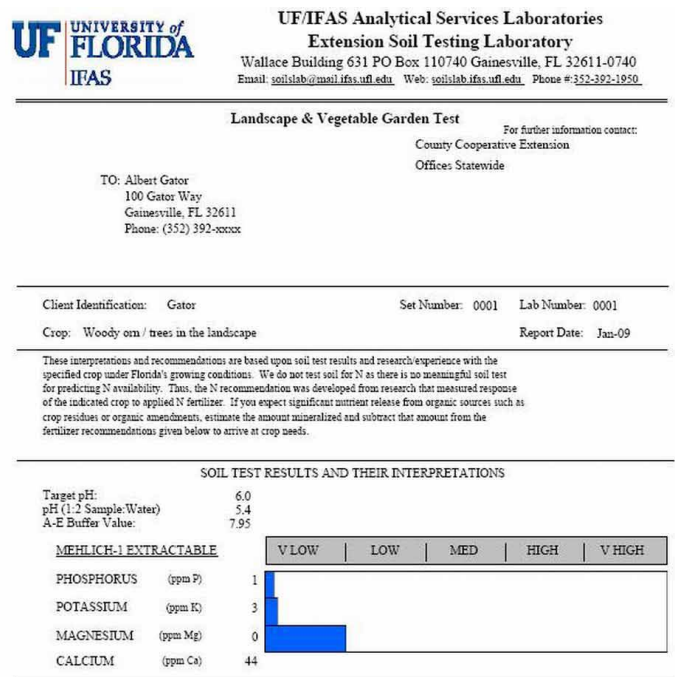 UF UNIVERSITY of
FLORIDA
IFAS
UF/IFAS Analytical Services Laboratories
Extension Soil Testing Laboratory
Wallace Building 631 PO Box 110740 Gainesville, FL 32611-0740
Email: soilslab@mail.ifas.ufl.edu Web: soilslab.ifas.ufl.edu Phone #:352-392-1950
Landscape & Vegetable Garden Test
For further information contact:
County Cooperative Extension
Offices Statewide
TO: Albert Gator
100 Gator Way
Gainesville, FL 32611
Phone: (352) 392-xxxx
Client Identification: Gator Set Number: 0001 Lab Number: 0001
Crop: Woody orn / trees in the landscape Report Date: Jan-09
These interpretations and recommendations are based upon soil test results and research/experience with the
specified crop under Florida's growing conditions. We do not test soil for N as there is no meaningful soil test
for predicting N availability. Thus, the N recommendation was developed from research that measured response
of the indicated crop to applied N fertilizer. If you expect significant nutrient release from organic sources such as
crop residues or organic amendments, estimate the amount mineralized and subtract that amount from the
fertilizer recommendations given below to arrive at crop needs.
SOIL TEST RESULTS AND THEIR INTERPRETATIONS
Target pH: 6.0
pH (1:2 Sample:Water) 5.4
A-E Buffer Value: 7.95
MEHLICH-1 EXTRACTABLE V LOW | LOW | MED | HIGH | V HIGH
PHOSPHORUS (ppm P) 1
POTASSIUM (ppm K) 3
MAGNESIUM (ppm Mg) 0
CALCIUM (ppm Ca) 44